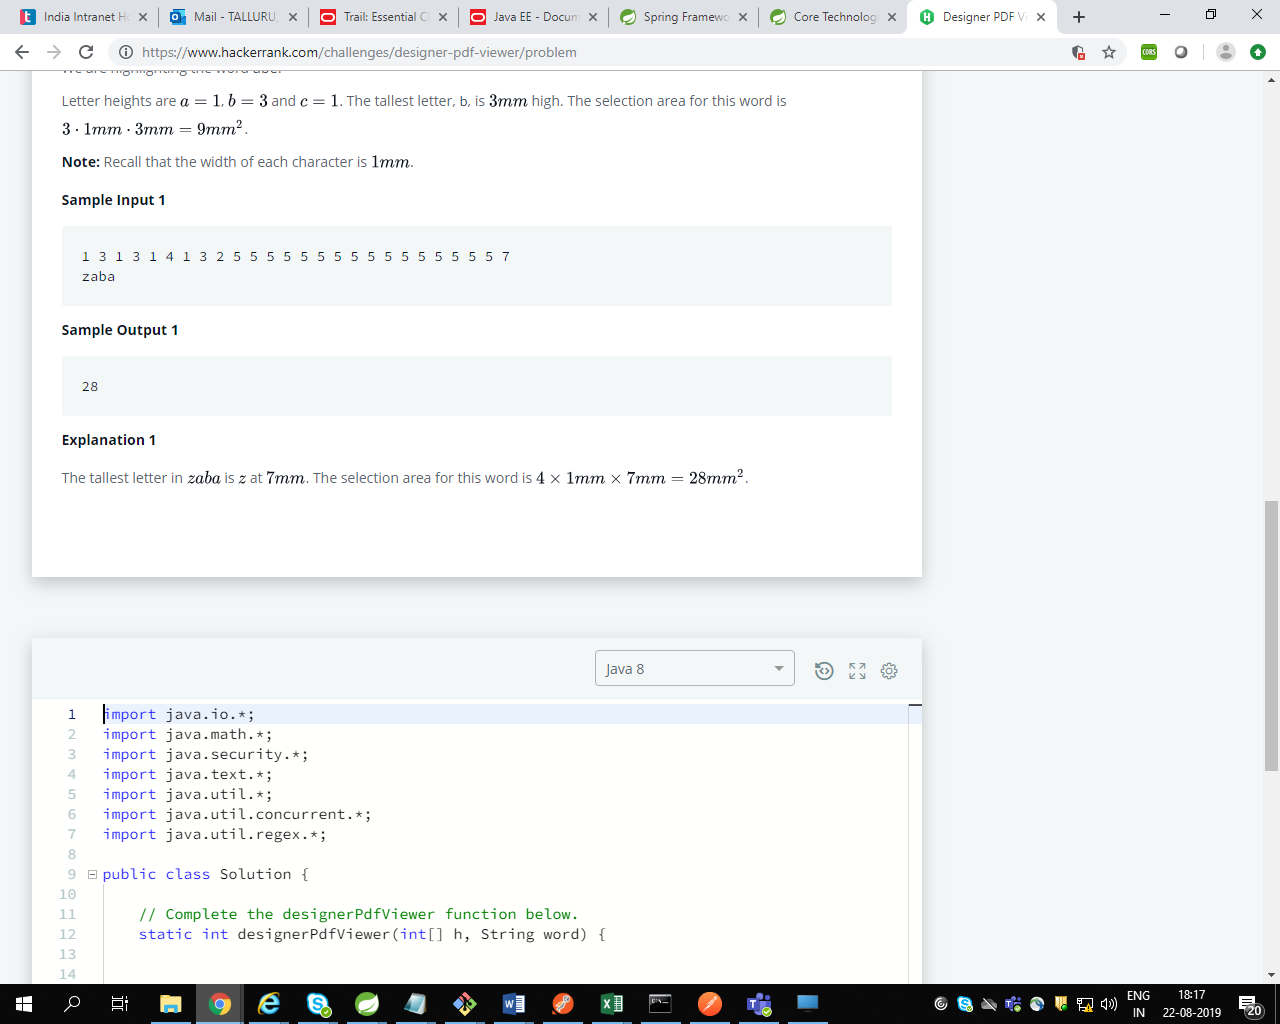 India Intranet Ho
Mail - TALLURU,
Trail: Essential C
Java EE - Docum
Spring Framewo
Core Technolog
Designer PDF V
https://www.hackerrank.com/challenges/designer-pdf-viewer/problem
CORS
Letter heights are a = 1, b = 3 and c = 1. The tallest letter, b, is 3mm high. The selection area for this word is
3 · 1mm · 3mm = 9mm².
Note: Recall that the width of each character is 1mm.
Sample Input 1
1 3 1 3 1 4 1 3 2 5 5 5 5 5 5 5 5 5 5 5 5 5 5 5 5 7
zaba
Sample Output 1
28
Explanation 1
The tallest letter in zaba is z at 7mm. The selection area for this word is 4 × 1mm × 7mm = 28mm².
Java 8
1 import java.io.*;
2 import java.math.*;
3 import java.security.*;
4 import java.text.*;
5 import java.util.*;
6 import java.util.concurrent.*;
7 import java.util.regex.*;
8
9 public class Solution {
10
11 // Complete the designerPdfViewer function below.
12 static int designerPdfViewer(int[] h, String word) {
13
14
ENG
IN
18:17
22-08-2019
20